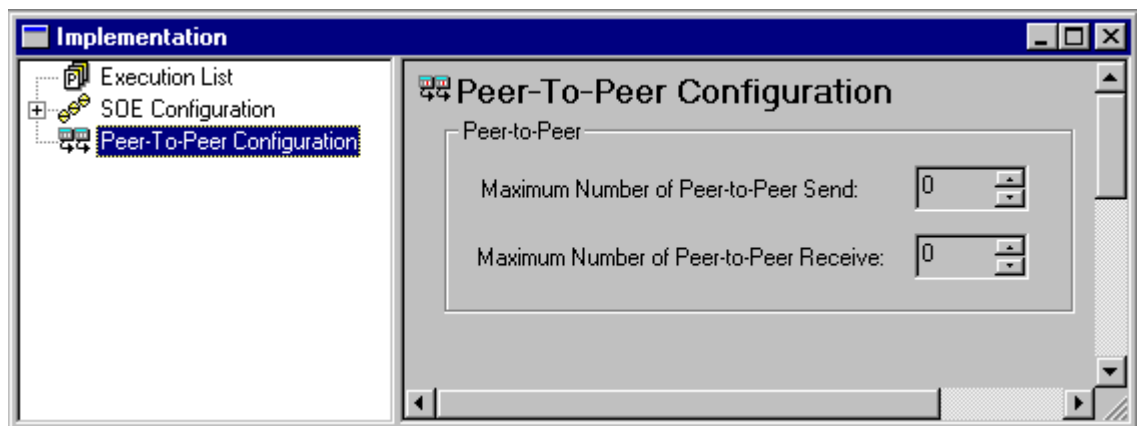 Implementation
Execution List
SOE Configuration
Peer-To-Peer Configuration
Peer-To-Peer Configuration
Peer-to-Peer
Maximum Number of Peer-to-Peer Send: 0
Maximum Number of Peer-to-Peer Receive: 0